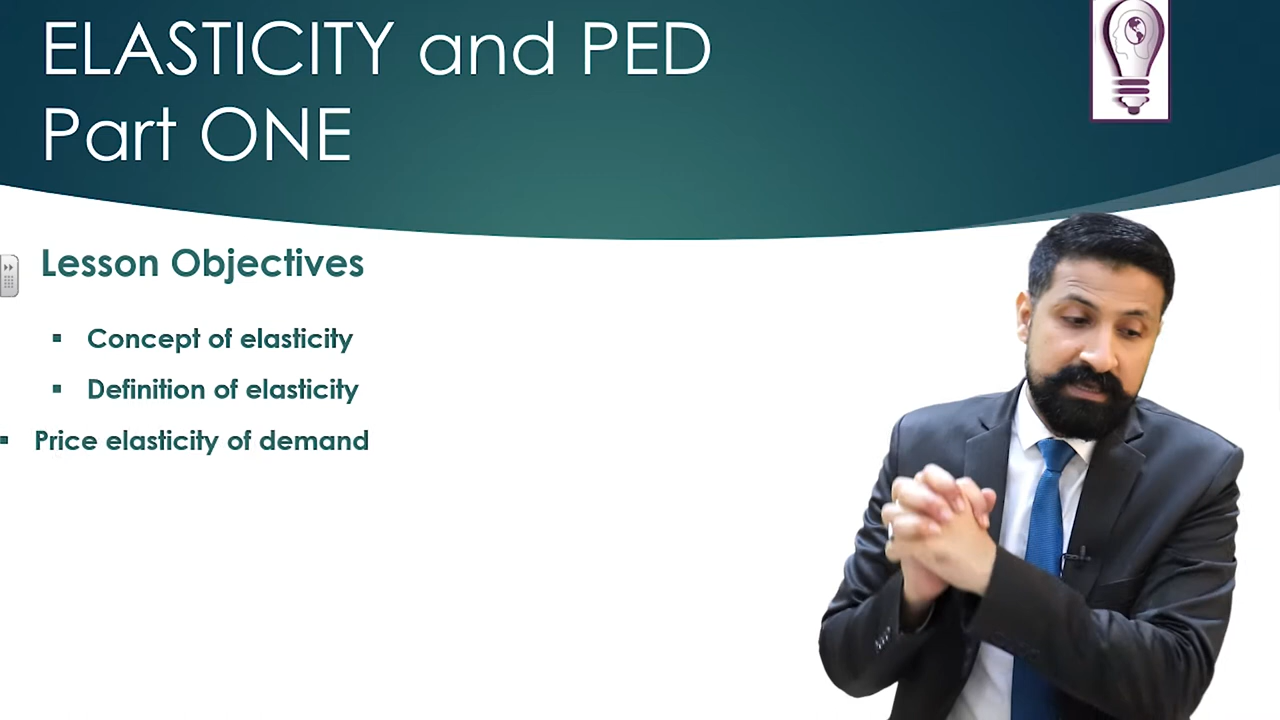 ELASTICITY and PED
Part ONE
Lesson Objectives
▪ Concept of elasticity
▪ Definition of elasticity
▪ Price elasticity of demand